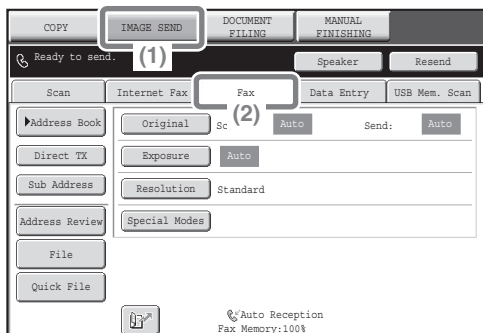 COPY
IMAGE SEND
DOCUMENT
FILING
MANUAL
FINISHING
Ready to send.
(1)
Speaker
Resend
Scan
Internet Fax
Fax
Data Entry
USB Mem. Scan
(2)
Address Book
Original
Sc
Auto
Send:
Auto
Direct TX
Exposure
Auto
Sub Address
Resolution
Standard
Address Review
Special Modes
File
Quick File
Auto Reception
Fax Memory:100%